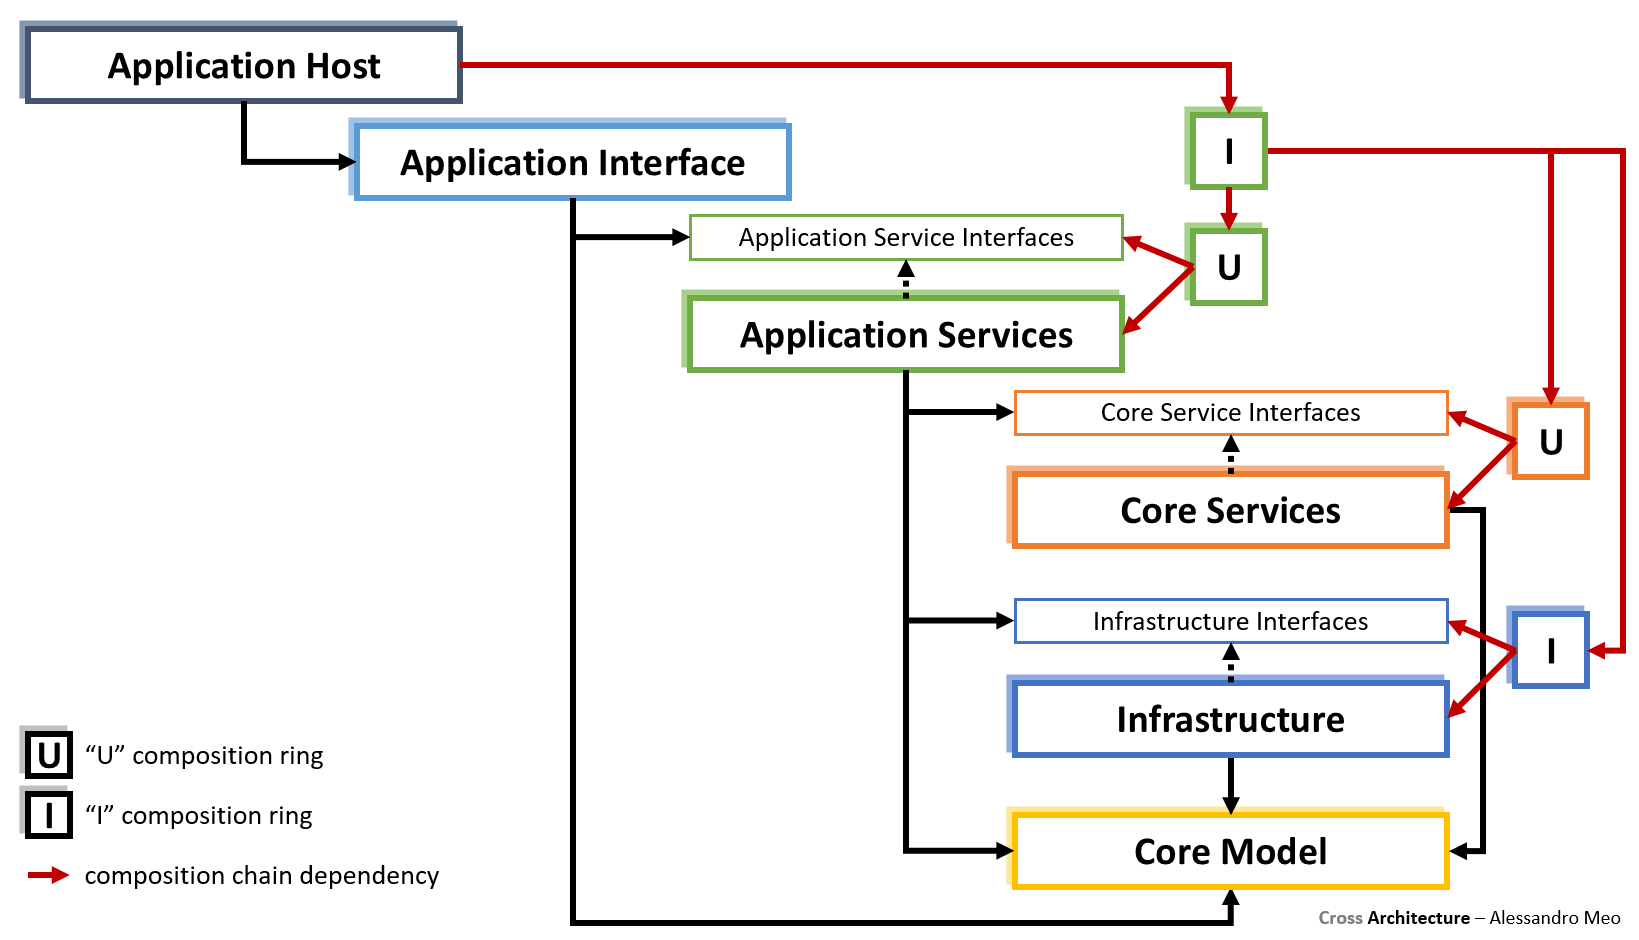 Application Host
Application Interface
I
Application Service Interfaces
U
Application Services
Core Service Interfaces
U
Core Services
Infrastructure Interfaces
I
Infrastructure
U “U” composition ring
I “I” composition ring
Core Model
composition chain dependency
Cross Architecture – Alessandro Meo